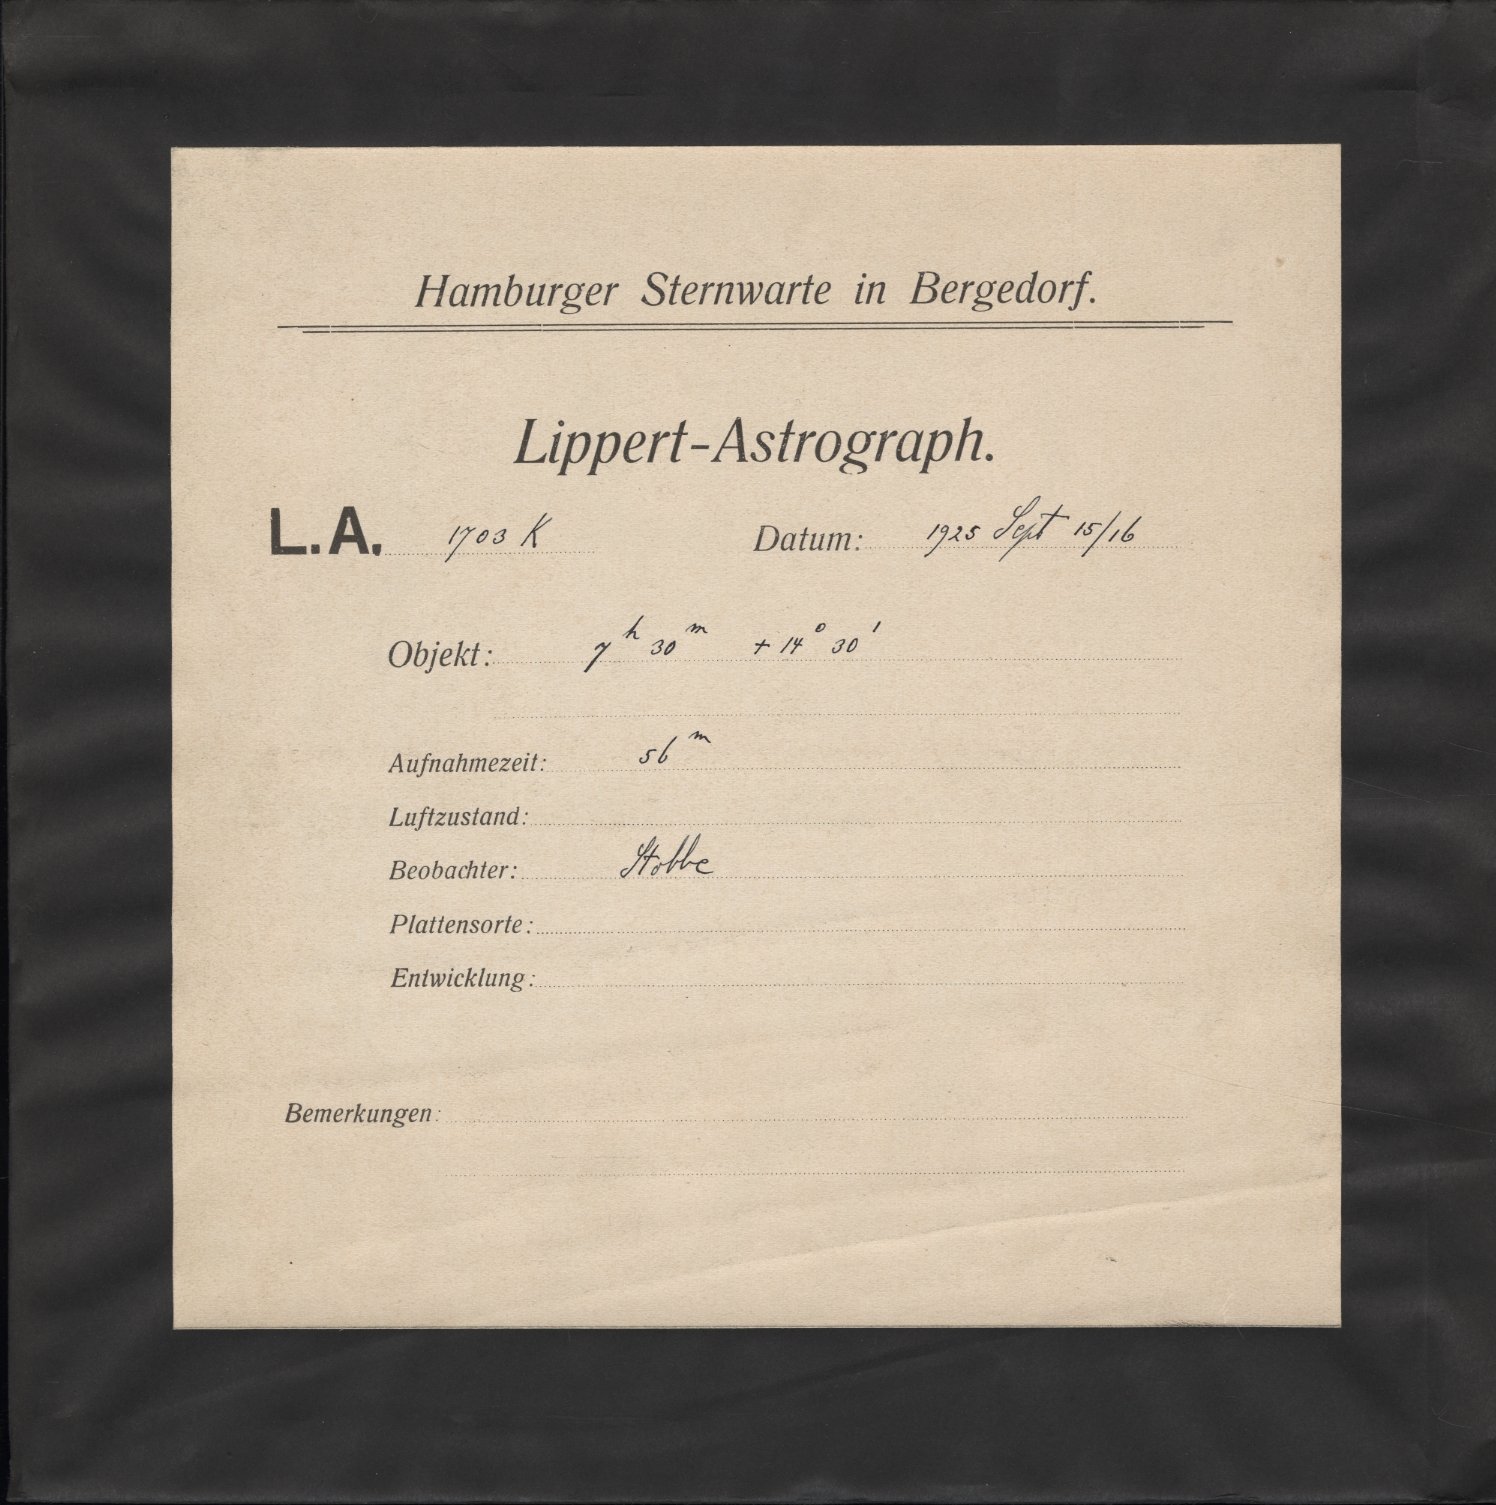 Hamburger Sternwarte in Bergedorf.
Lippert-Astrograph.
L.A. 1703 K Datum: 1925 Sept 15/16
Objekt: 7ʰ 30ᵐ + 14° 30'
Aufnahmezeit: 56ᵐ
Luftzustand:
Beobachter: Stobbe
Plattensorte:
Entwicklung:
Bemerkungen: